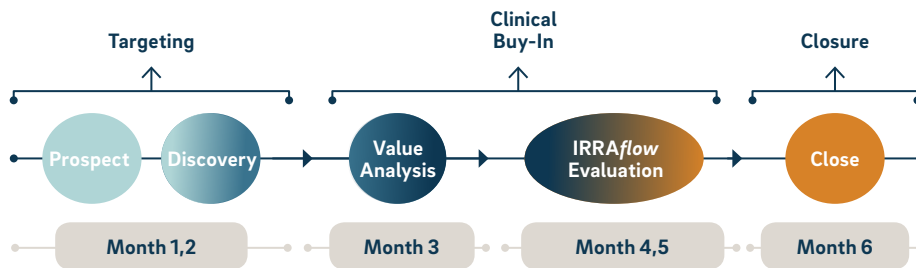 Targeting
Clinical
Buy-In
Closure
Prospect
Discovery
Value
Analysis
IRRAflow
Evaluation
Close
Month 1,2
Month 3
Month 4,5
Month 6